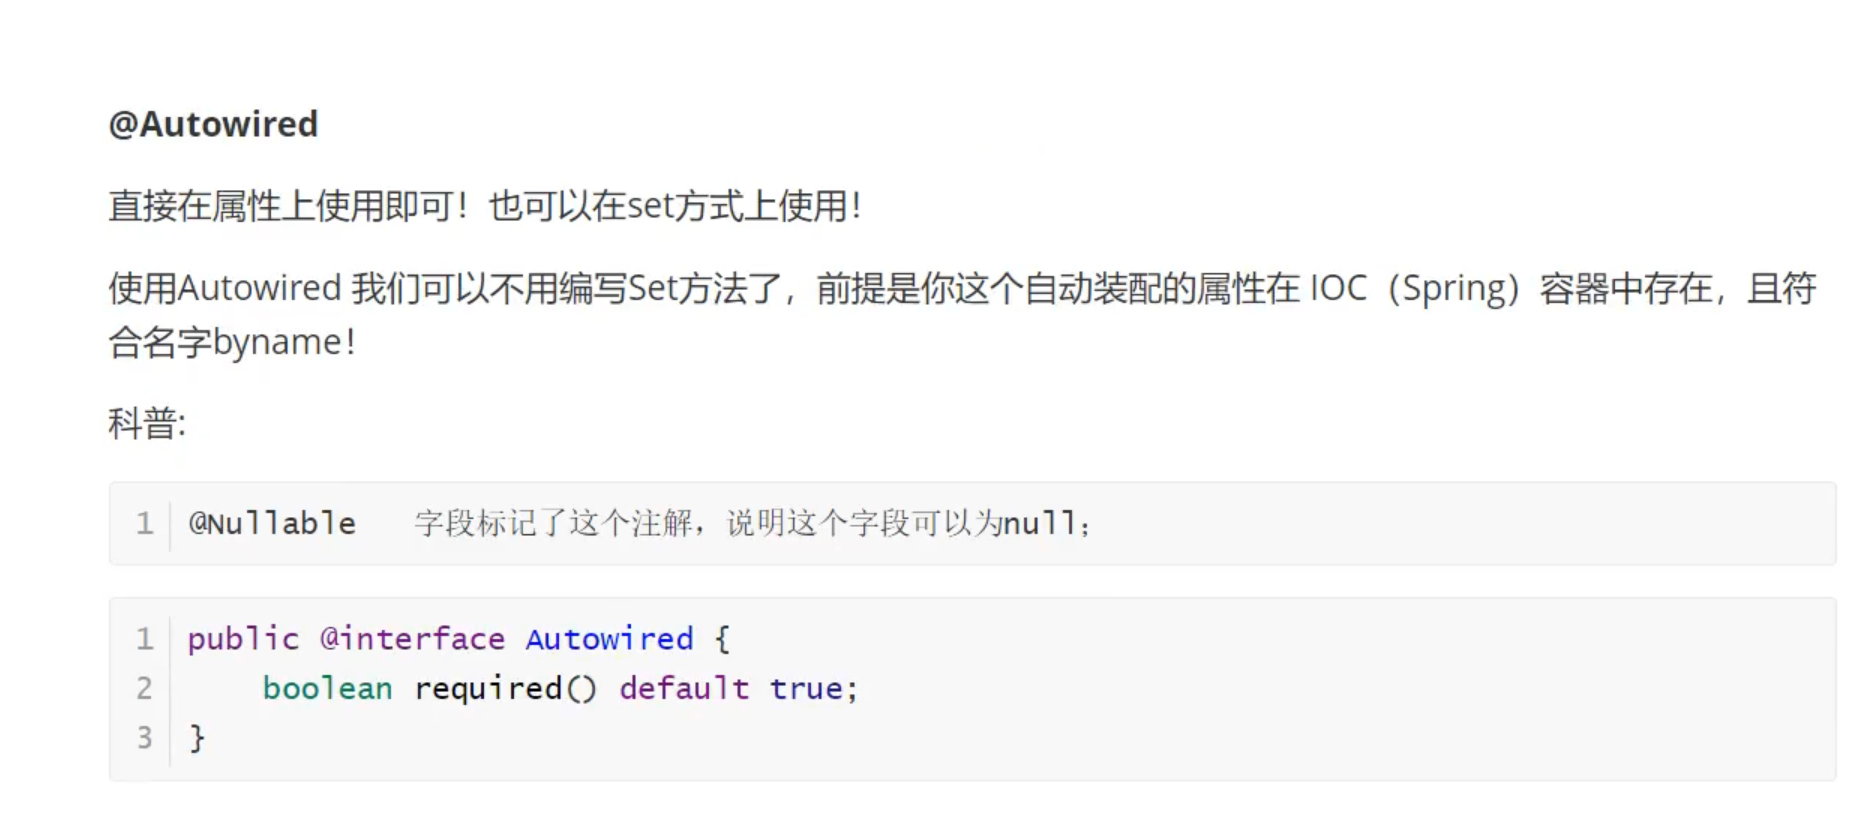 @Autowired
直接在属性上使用即可！也可以在set方式上使用！
使用Autowired 我们可以不用编写Set方法了，前提是你这个自动装配的属性在 IOC（Spring）容器中存在，且符
合名字byname！
科普:
1 @Nullable 字段标记了这个注解，说明这个字段可以为null;
1 public @interface Autowired {
2 boolean required() default true;
3 }